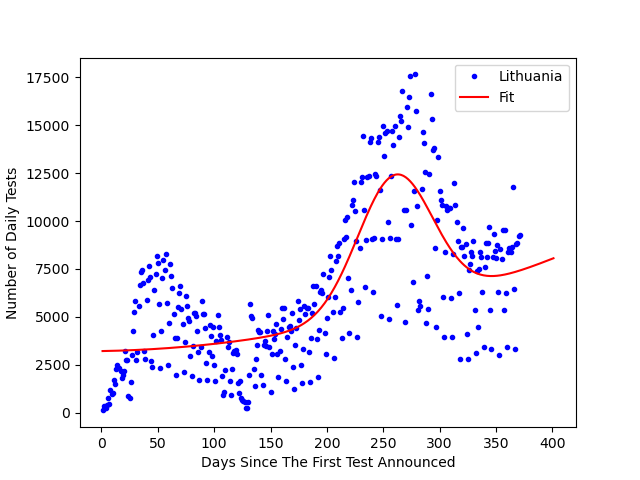 Lithuania
Fit
17500
15000
12500
10000
7500
5000
2500
0
Number of Daily Tests
0 50 100 150 200 250 300 350 400
Days Since The First Test Announced